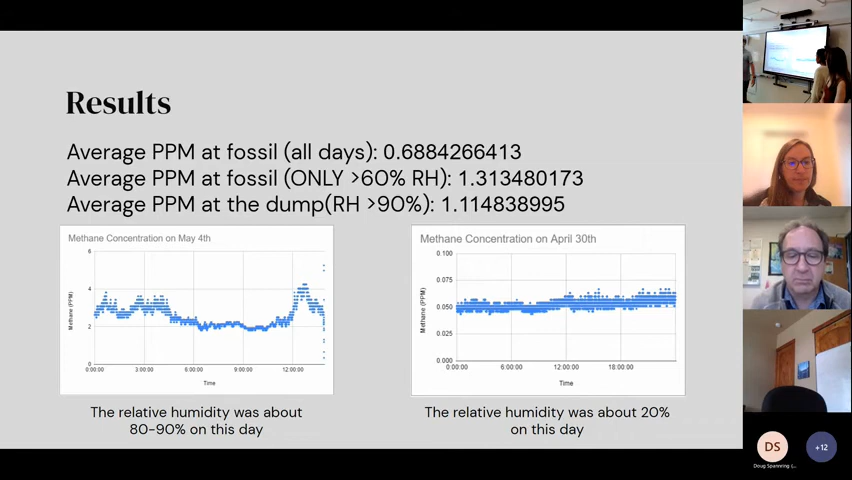 Results
Average PPM at fossil (all days): 0.6884266413
Average PPM at fossil (ONLY >60% RH): 1.313480173
Average PPM at the dump(RH >90%): 1.114838995
Methane Concentration on May 4th
Methane (PPM)
6
4
2
0
0:00:00 3:00:00 6:00:00 9:00:00 12:00:00
Time
The relative humidity was about
80-90% on this day
Methane Concentration on April 30th
Methane (PPM)
0.100
0.075
0.050
0.025
0.000
0:00:00 6:00:00 12:00:00 18:00:00
Time
The relative humidity was about 20%
on this day
DS
+12